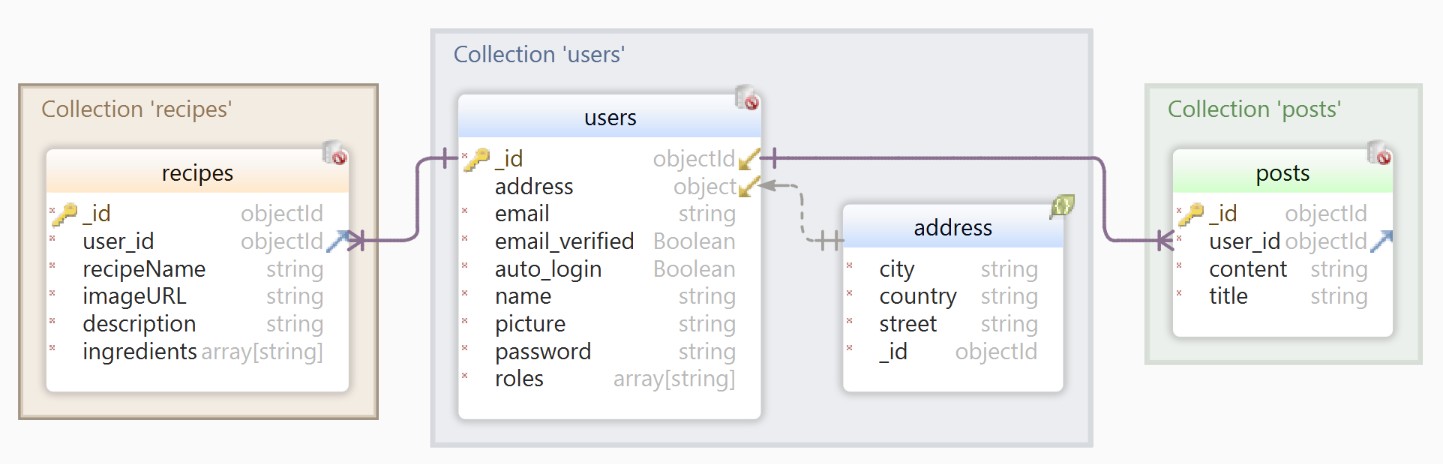 Collection 'recipes'
recipes
_id objectId
user_id objectId
recipeName string
imageURL string
description string
ingredients array[string]
Collection 'users'
users
_id objectId
address object
email string
email_verified Boolean
auto_login Boolean
name string
picture string
password string
roles array[string]
address
city string
country string
street string
_id objectId
Collection 'posts'
posts
_id objectId
user_id objectId
content string
title string